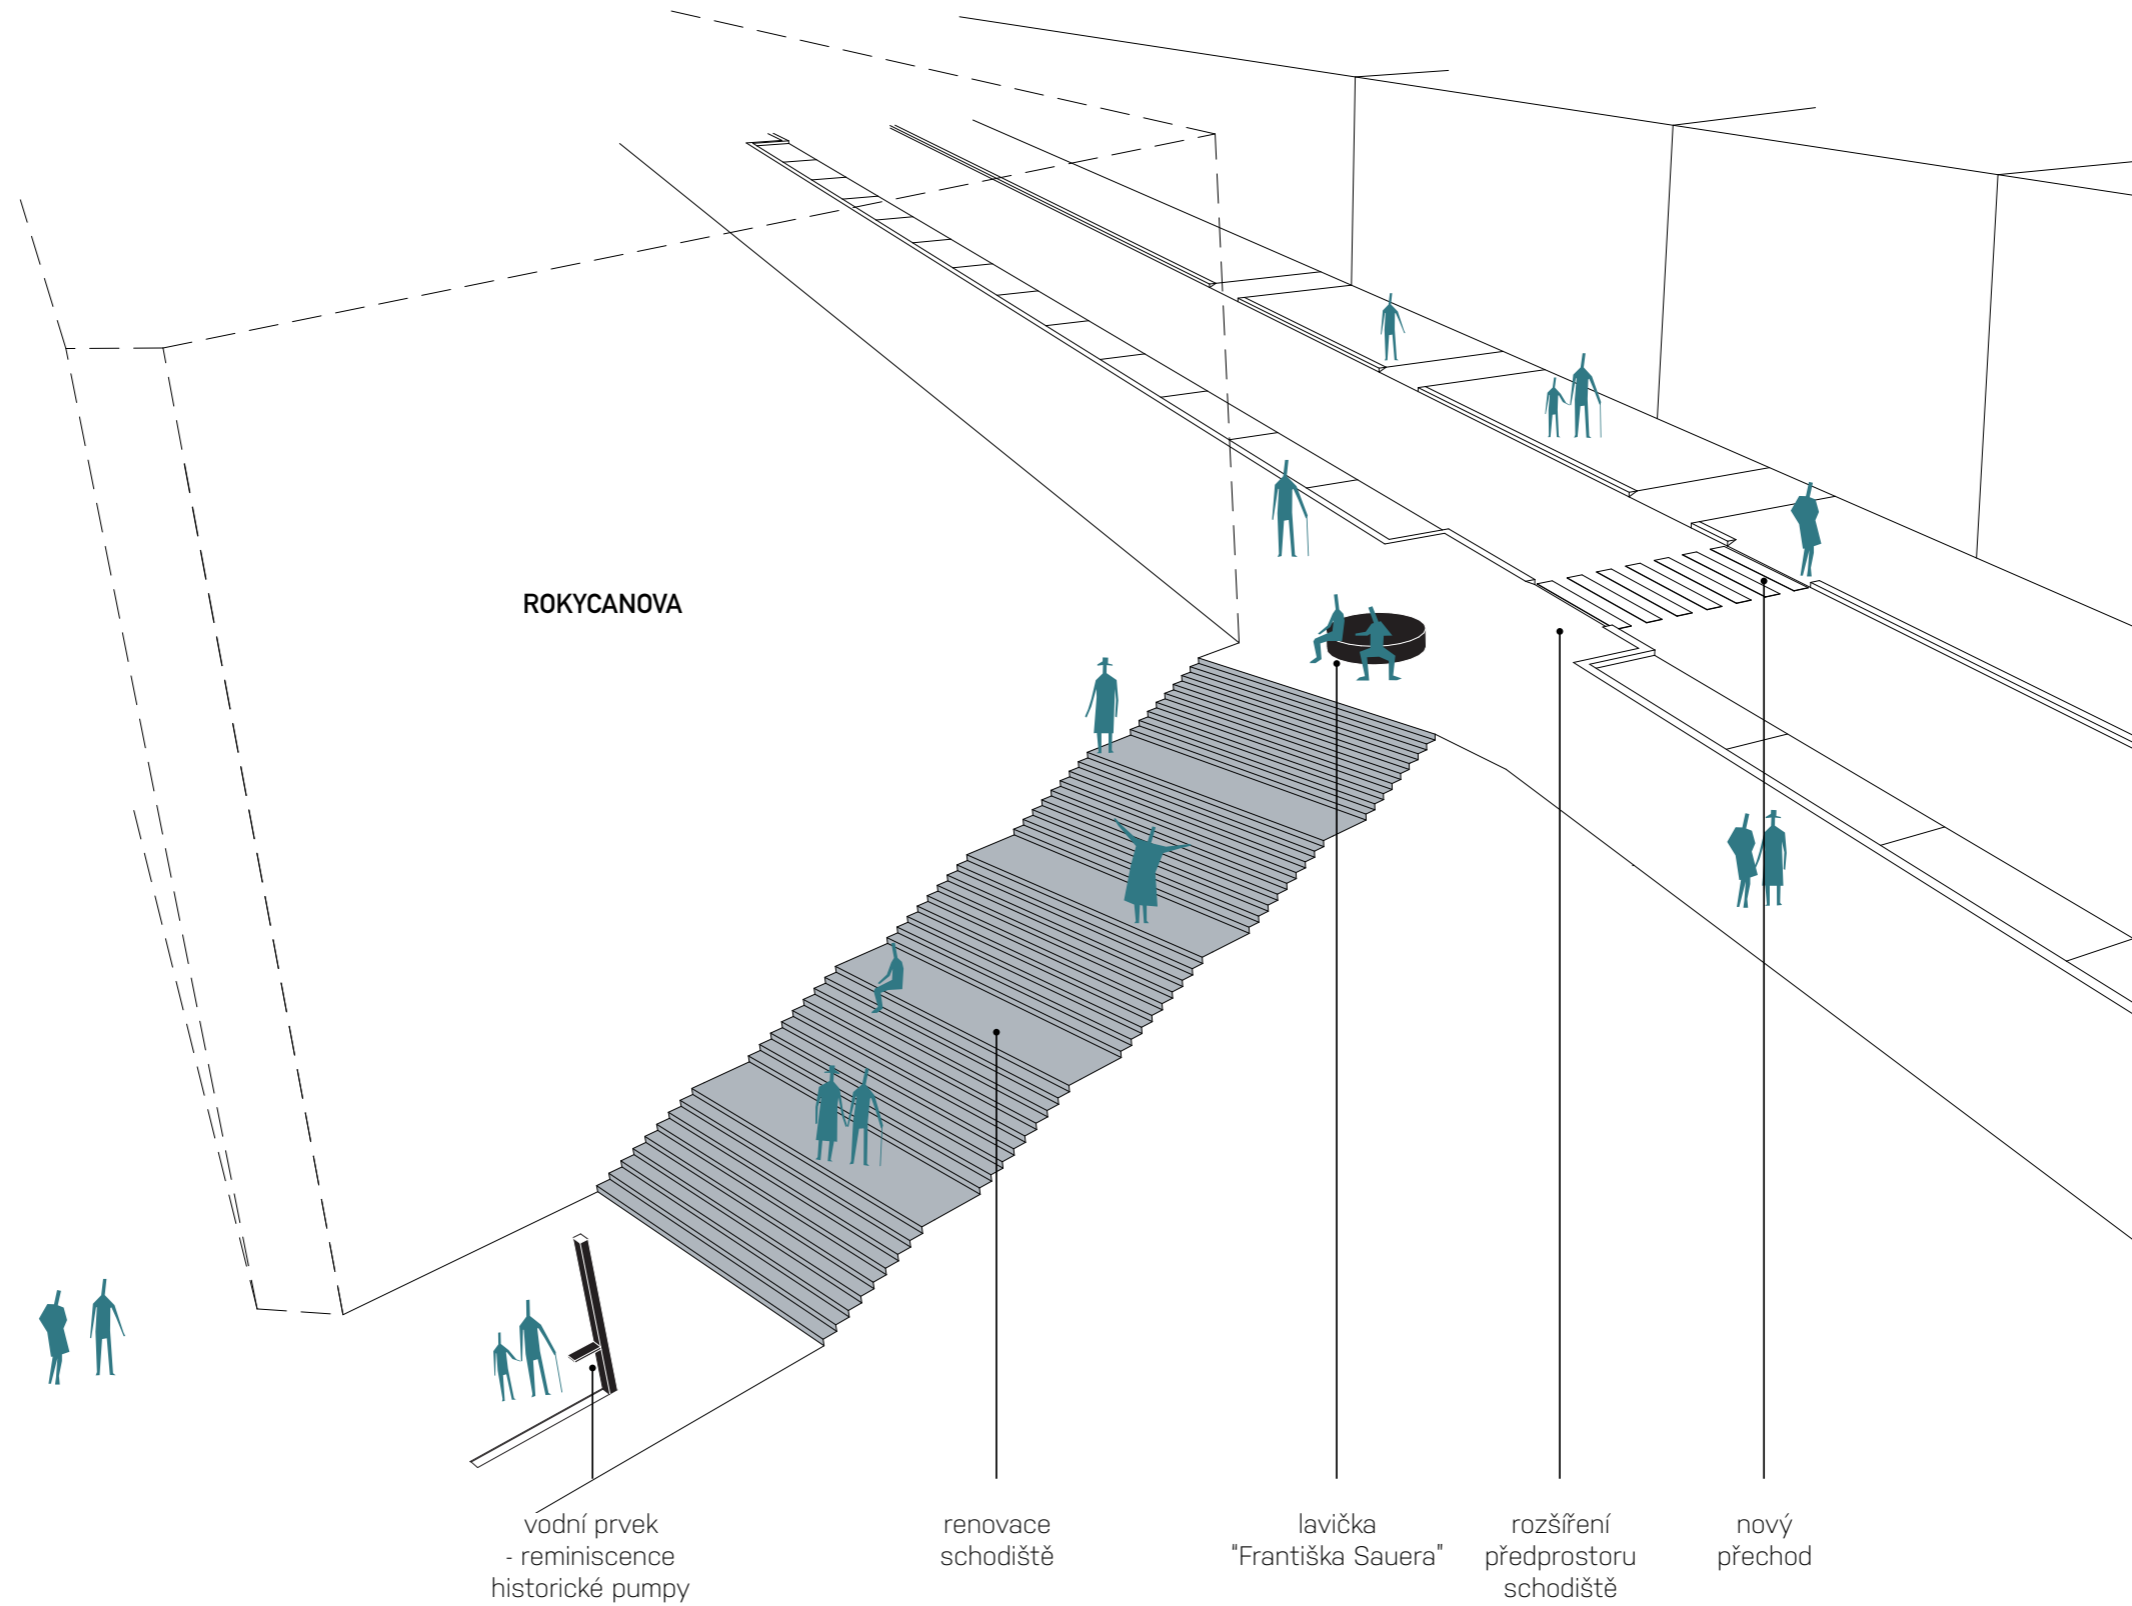 ROKYCANOVA
vodní prvek
- reminiscence
historické pumpy
renovace
schodiště
lavička
"Františka Sauera"
rozšíření
předprostoru
schodiště
nový
přechod